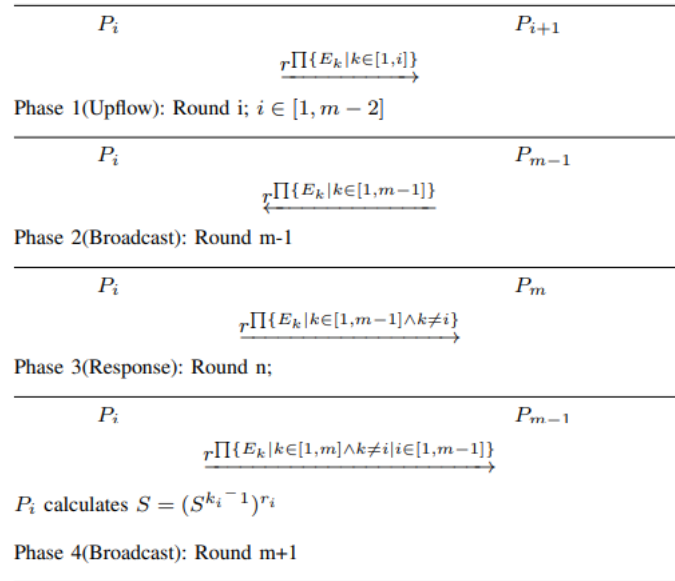 P_i P_{i+1}
r^{∏{E_k|k∈[1,i]}}
Phase 1(Upflow): Round i; i ∈ [1, m − 2]
P_i P_{m−1}
r^{∏{E_k|k∈[1,m−1]}}
Phase 2(Broadcast): Round m-1
P_i P_m
r^{∏{E_k|k∈[1,m−1]∧k≠i}}
Phase 3(Response): Round n;
P_i P_{m−1}
r^{∏{E_k|k∈[1,m]∧k≠i|i∈[1,m−1]}}
P_i calculates S = (S^{k_i^{−1}})^{r_i}
Phase 4(Broadcast): Round m+1